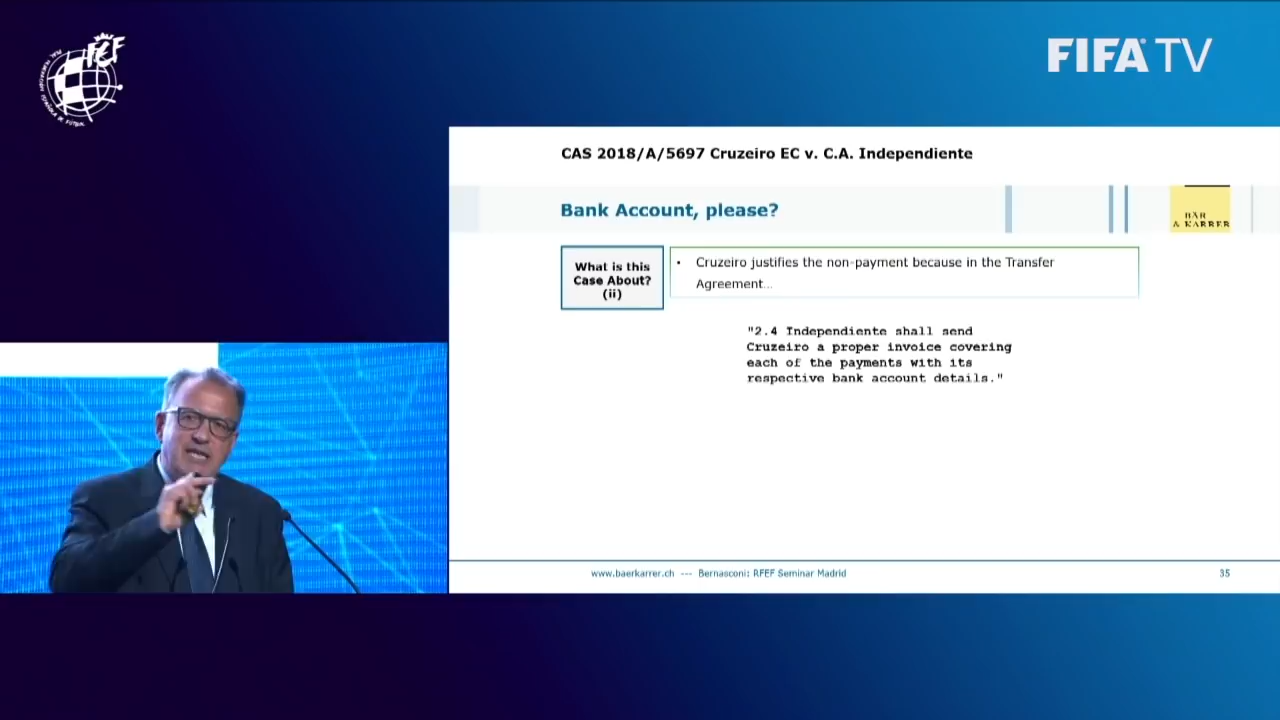 RFEF
FIFA TV
CAS 2018/A/5697 Cruzeiro EC v. C.A. Independiente
Bank Account, please?
BÄR
& KARRER
What is this
Case About?
(ii)
• Cruzeiro justifies the non-payment because in the Transfer
Agreement...
"2.4 Independiente shall send
Cruzeiro a proper invoice covering
each of the payments with its
respective bank account details."
www.baerkarrer.ch --- Bernasconi: RFEF Seminar Madrid
35